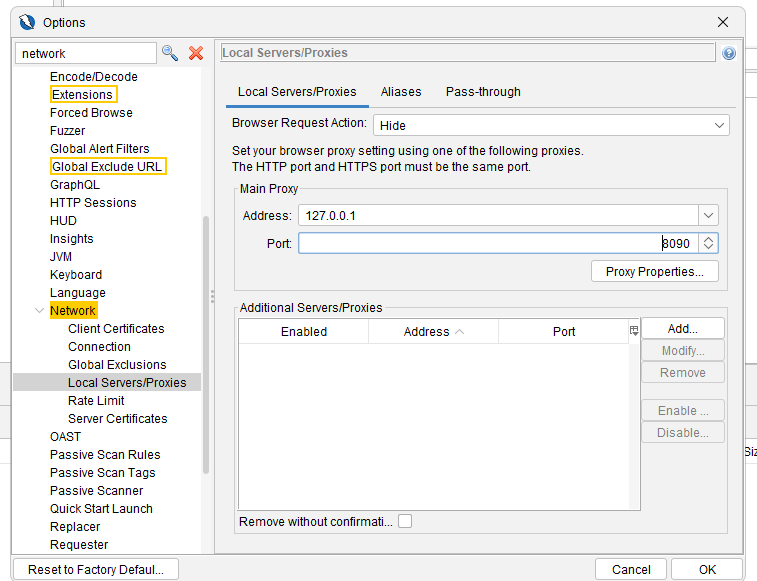 Options
network
Local Servers/Proxies
Encode/Decode
Extensions
Forced Browse
Fuzzer
Global Alert Filters
Global Exclude URL
GraphQL
HTTP Sessions
HUD
Insights
JVM
Keyboard
Language
Network
Client Certificates
Connection
Global Exclusions
Local Servers/Proxies
Rate Limit
Server Certificates
OAST
Passive Scan Rules
Passive Scan Tags
Passive Scanner
Quick Start Launch
Replacer
Requester
Local Servers/Proxies Aliases Pass-through
Browser Request Action: Hide
Set your browser proxy setting using one of the following proxies.
The HTTP port and HTTPS port must be the same port.
Main Proxy
Address: 127.0.0.1
Port: 8090
Proxy Properties...
Additional Servers/Proxies
Enabled Address Port
Add...
Modify...
Remove
Enable ...
Disable...
Remove without confirmati...
Siz
Reset to Factory Defaul... Cancel OK